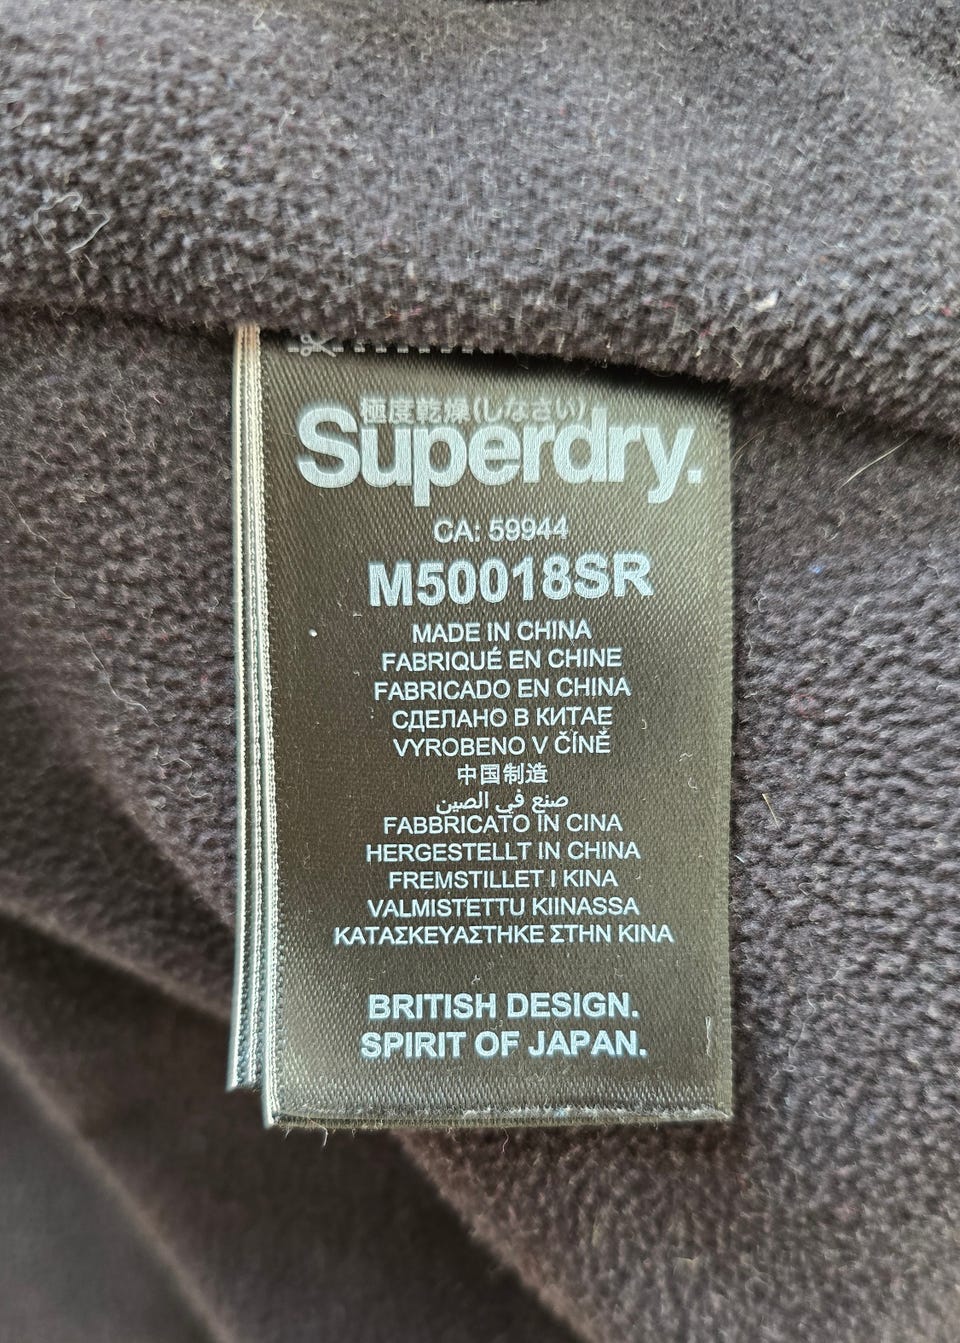 極度乾燥(しなさい)
Superdry.
CA: 59944
M50018SR
MADE IN CHINA
FABRIQUÉ EN CHINE
FABRICADO EN CHINA
СДЕЛАНО В КИТАЕ
VYROBENO V ČÍNĚ
中国制造
صنع في الصين
FABBRICATO IN CINA
HERGESTELLT IN CHINA
FREMSTILLET I KINA
VALMISTETTU KIINASSA
ΚΑΤΑΣΚΕΥΑΣΤΗΚΕ ΣΤΗΝ ΚΙΝΑ
BRITISH DESIGN.
SPIRIT OF JAPAN.